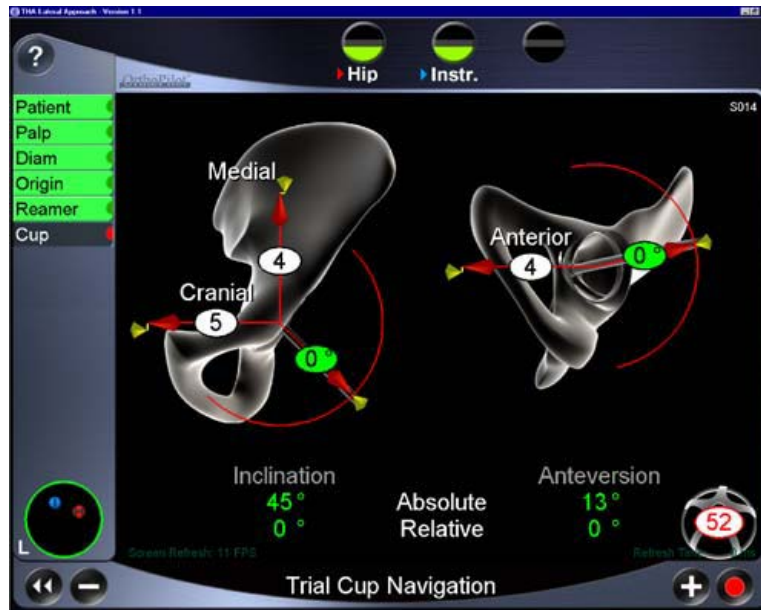 THA Lateral Approach - Version 1.1
?
Hip
Instr.
OrthoPilot
S014
Patient
Palp
Diam
Origin
Reamer
Cup
Medial
4
Cranial
5
0 °
Anterior
4
0 °
Inclination
Anteversion
45 ° Absolute 13 °
0 ° Relative 0 °
52
L
Screen Refresh: 11 FPS
Trial Cup Navigation